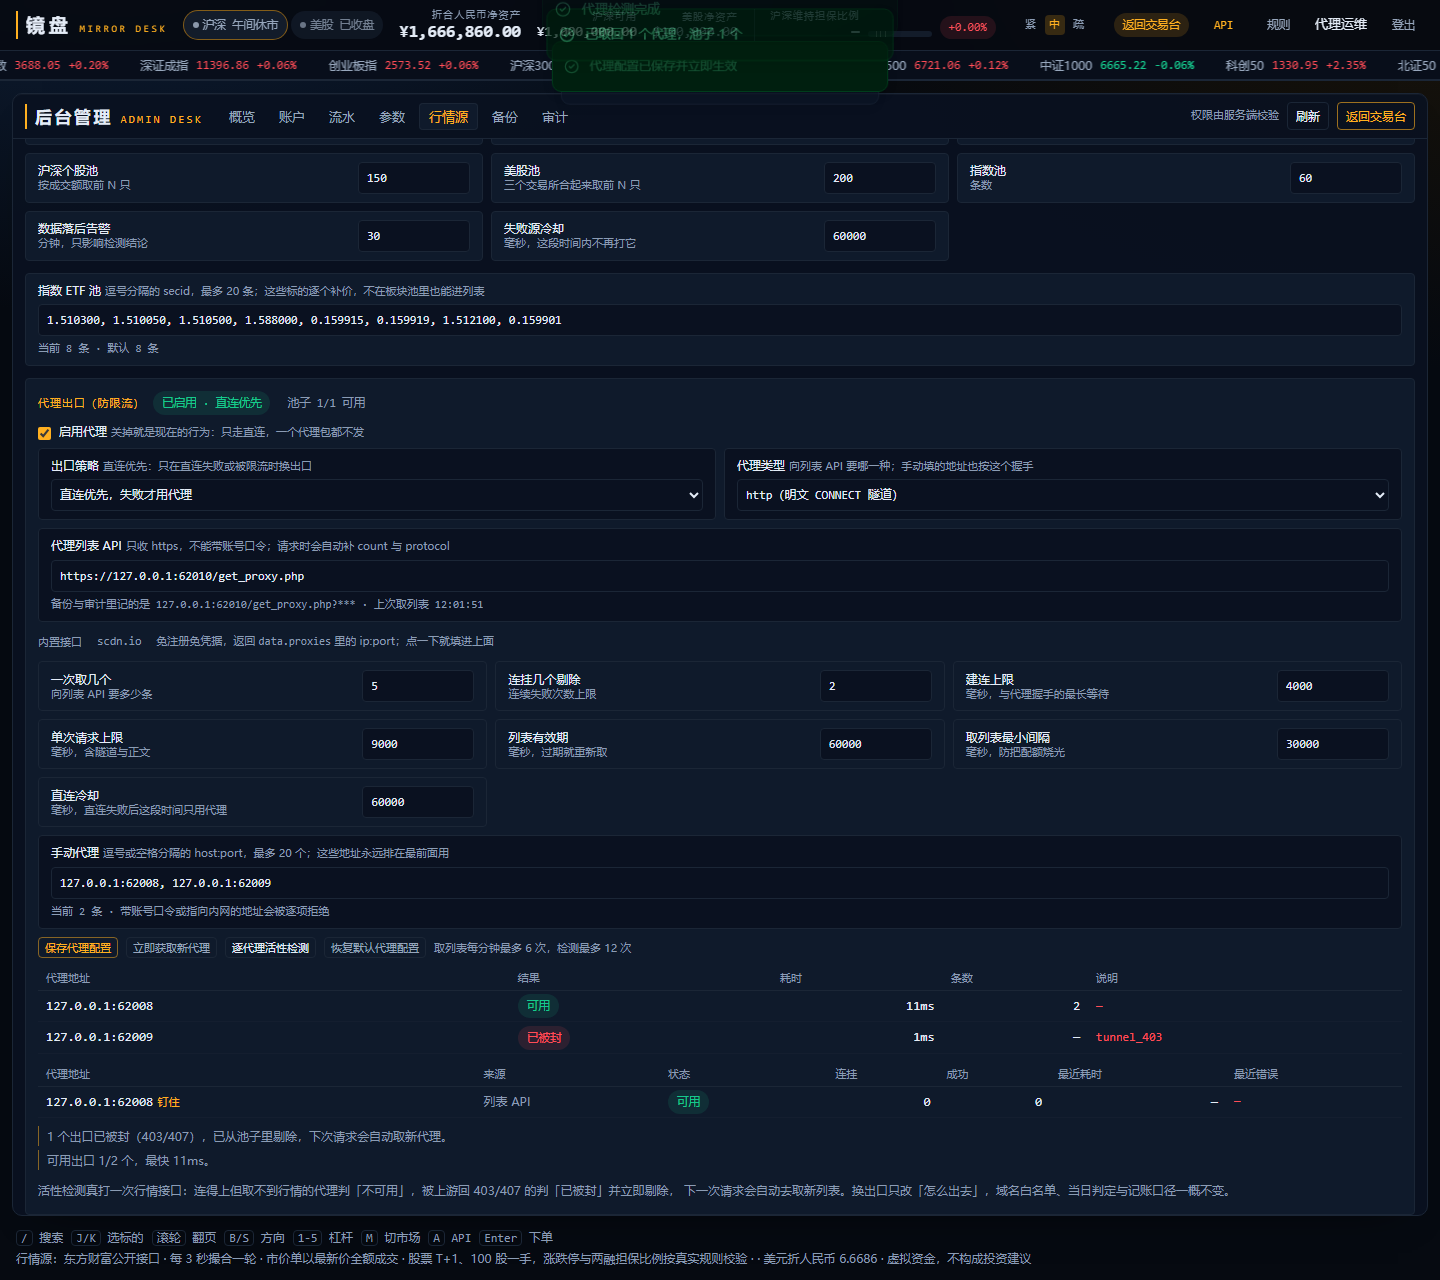 镜盘 MIRROR DESK
沪深 午间休市
美股 已收盘
折合人民币净资产
¥1,666,860.00
沪深可用
美股净资产
沪深维持担保比例
—
+0.00%
紧 中 疏
返回交易台
API
规则
代理运维
登出
代理检测完成
代理配置已保存并立即生效
3688.05 +0.20% 深证成指 11396.86 +0.06% 创业板指 2573.52 +0.06% 沪深300 6721.06 +0.12% 中证1000 6665.22 -0.06% 科创50 1330.95 +2.35% 北证50
后台管理 ADMIN DESK 概览 账户 流水 参数 行情源 备份 审计 权限由服务端校验 刷新 返回交易台
沪深个股池 150
按成交额取前 N 只
美股池 200
三个交易所合起来取前 N 只
指数池 60
条数
数据落后告警 30
分钟，只影响检测结论
失败源冷却 60000
毫秒，这段时间内不再打它
指数 ETF 池 逗号分隔的 secid，最多 20 条；这些标的逐个补价，不在板块池里也能进列表
1.510300, 1.510050, 1.510500, 1.588000, 0.159915, 0.159919, 1.512100, 0.159901
当前 8 条 · 默认 8 条
代理出口（防限流） 已启用 · 直连优先 池子 1/1 可用
启用代理 关掉就是现在的行为：只走直连，一个代理包都不发
出口策略 直连优先：只在直连失败或被限流时换出口
直连优先，失败才用代理
代理类型 向列表 API 要哪一种；手动填的地址也按这个握手
http（明文 CONNECT 隧道）
代理列表 API 只收 https，不能带账号口令；请求时会自动补 count 与 protocol
https://127.0.0.1:62010/get_proxy.php
备份与审计里记的是 127.0.0.1:62010/get_proxy.php?*** · 上次取列表 12:01:51
内置接口 scdn.io 免注册免凭据，返回 data.proxies 里的 ip:port；点一下就填进上面
一次取几个 5
向列表 API 要多少条
连挂几个剔除 2
连续失败次数上限
建连上限 4000
毫秒，与代理握手的最长等待
单次请求上限 9000
毫秒，含隧道与正文
列表有效期 60000
毫秒，过期就重新取
取列表最小间隔 30000
毫秒，防把配额烧光
直连冷却 60000
毫秒，直连失败后这段时间只用代理
手动代理 逗号或空格分隔的 host:port，最多 20 个；这些地址永远排在最前面用
127.0.0.1:62008, 127.0.0.1:62009
当前 2 条 · 带账号口令或指向内网的地址会被逐项拒绝
保存代理配置 立即获取新代理 逐代理活性检测 恢复默认代理配置 取列表每分钟最多 6 次，检测最多 12 次
代理地址 结果 耗时 条数 说明
127.0.0.1:62008 可用 11ms 2 —
127.0.0.1:62009 已被封 1ms — tunnel_403
代理地址 来源 状态 连挂 成功 最近耗时 最近错误
127.0.0.1:62008 钉住 列表 API 可用 0 0 — —
1 个出口已被封（403/407），已从池子里剔除，下次请求会自动取新代理。
可用出口 1/2 个，最快 11ms。
活性检测真打一次行情接口：连得上但取不到行情的代理判「不可用」，被上游回 403/407 的判「已被封」并立即剔除， 下一次请求会自动去取新列表。换出口只改「怎么出去」，域名白名单、当日判定与记账口径一概不变。
/ 搜索 J/K 选标的 滚轮 翻页 B/S 方向 1-5 杠杆 M 切市场 A API Enter 下单
行情源：东方财富公开接口 · 每 3 秒撮合一轮 · 市价单以最新价全额成交 · 股票 T+1、100 股一手，涨跌停与两融担保比例按真实规则校验 · · 美元折人民币 6.6686 · 虚拟资金，不构成投资建议